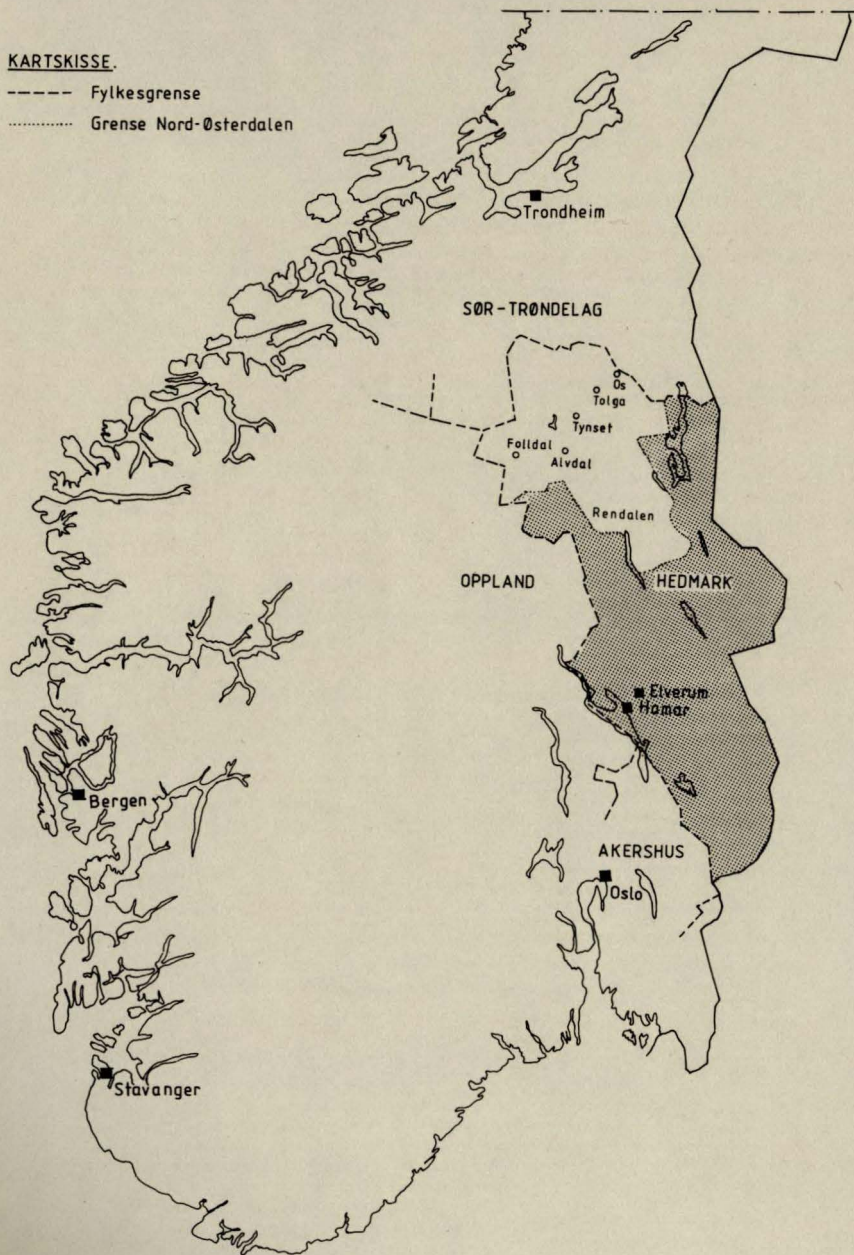 KARTSKISSE.
Fylkesgrense
Grense Nord-Østerdalen
Trondheim
SØR-TRØNDELAG
Os
Tolga
Tynset
Folldal
Alvdal
Rendalen
OPPLAND
HEDMARK
Elverum
Hamar
Bergen
AKERSHUS
Oslo
Stavanger